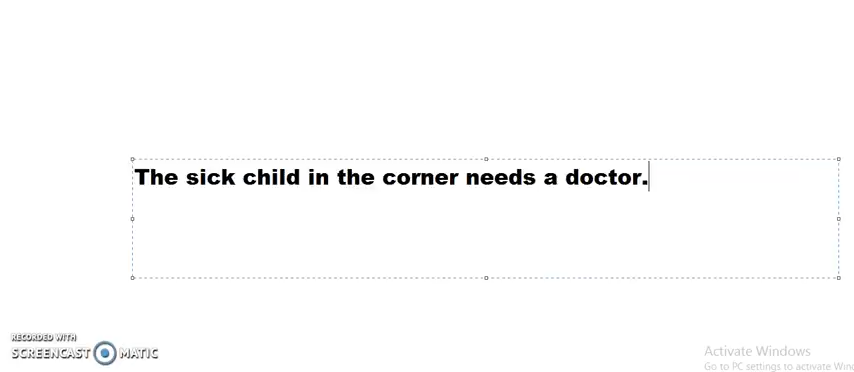 The sick child in the corner needs a doctor.
RECORDED WITH
SCREENCAST MATIC
Activate Windows
Go to PC settings to activate Win